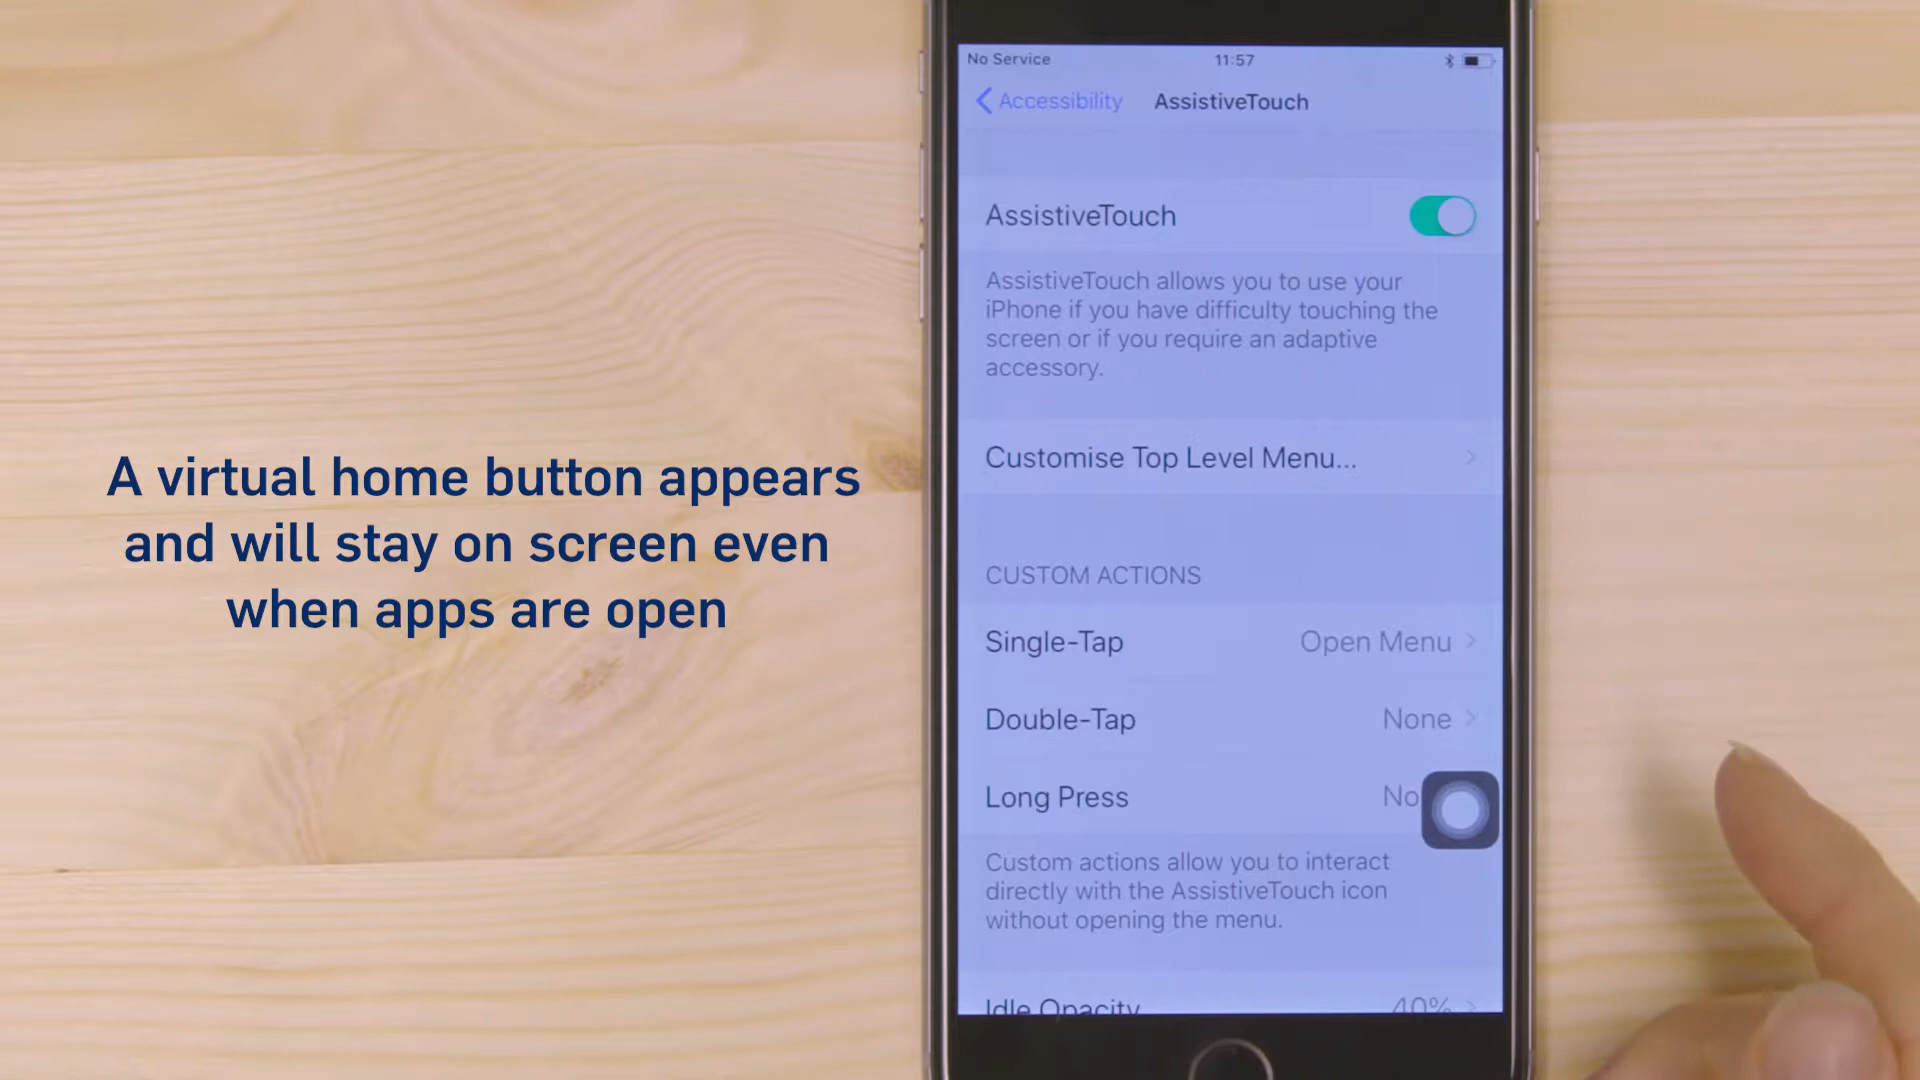 No Service 11:57
Accessibility AssistiveTouch
AssistiveTouch
AssistiveTouch allows you to use your
iPhone if you have difficulty touching the
screen or if you require an adaptive
accessory.
Customise Top Level Menu...
A virtual home button appears
and will stay on screen even
when apps are open
CUSTOM ACTIONS
Single-Tap Open Menu
Double-Tap None
Long Press No
Custom actions allow you to interact
directly with the AssistiveTouch icon
without opening the menu.
Idle Opacity 40%